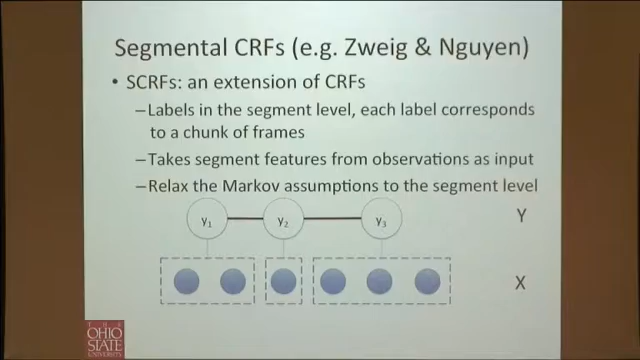 Segmental CRFs (e.g. Zweig & Nguyen)
• SCRFs: an extension of CRFs
–Labels in the segment level, each label corresponds
to a chunk of frames
–Takes segment features from observations as input
–Relax the Markov assumptions to the segment level
y₁ y₂ y₃ Y
X
THE
OHIO
STATE
UNIVERSITY